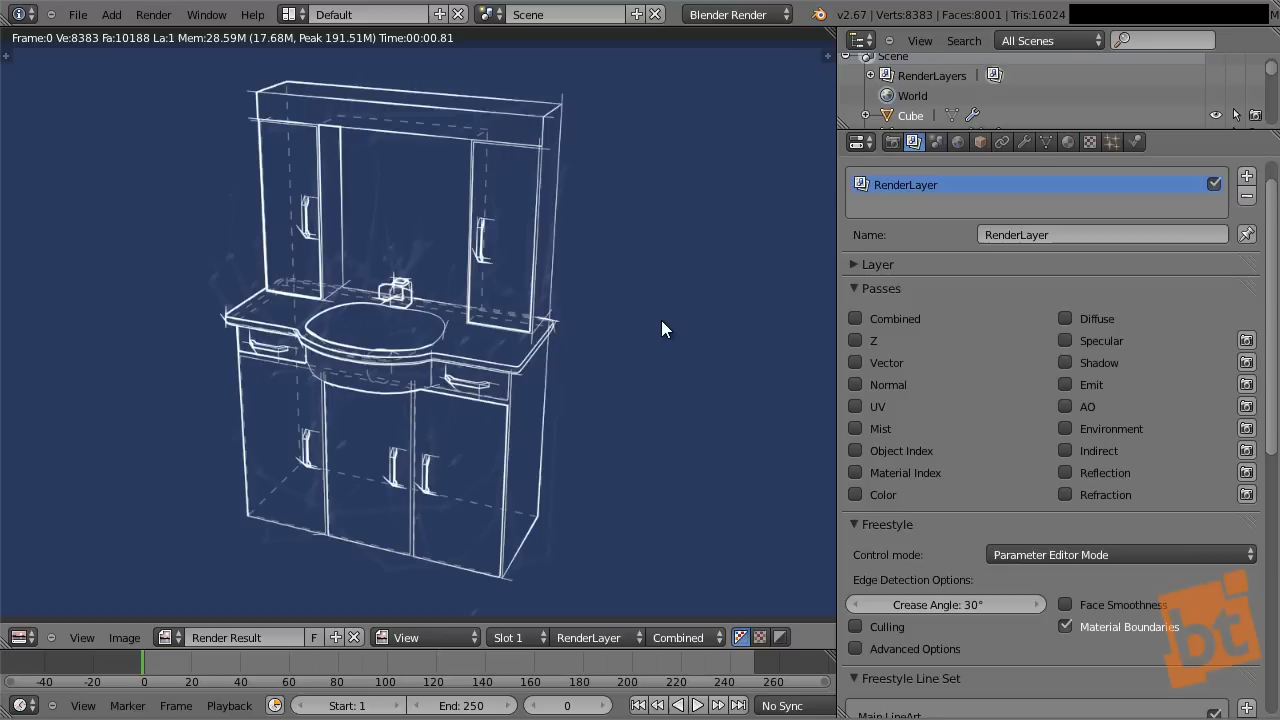 File Add Render Window Help Default Scene Blender Render v2.67 | Verts:8383 | Faces:8001 | Tris:16024
Frame:0 Ve:8383 Fa:10188 La:1 Mem:28.59M (17.68M, Peak 191.51M) Time:00:00.81
View Search All Scenes
Scene
RenderLayers
World
Cube
RenderLayer
Name: RenderLayer
Layer
Passes
Combined Diffuse
Z Specular
Vector Shadow
Normal Emit
UV AO
Mist Environment
Object Index Indirect
Material Index Reflection
Color Refraction
Freestyle
Control mode: Parameter Editor Mode
Edge Detection Options:
Crease Angle: 30° Face Smoothness
Culling Material Boundaries
Advanced Options
Freestyle Line Set
Main LineArt
View Image Render Result F View Slot 1 RenderLayer Combined
-40 -20 0 20 40 60 80 100 120 140 160 180 200 220 240 260
View Marker Frame Playback Start: 1 End: 250 0 No Sync
pt